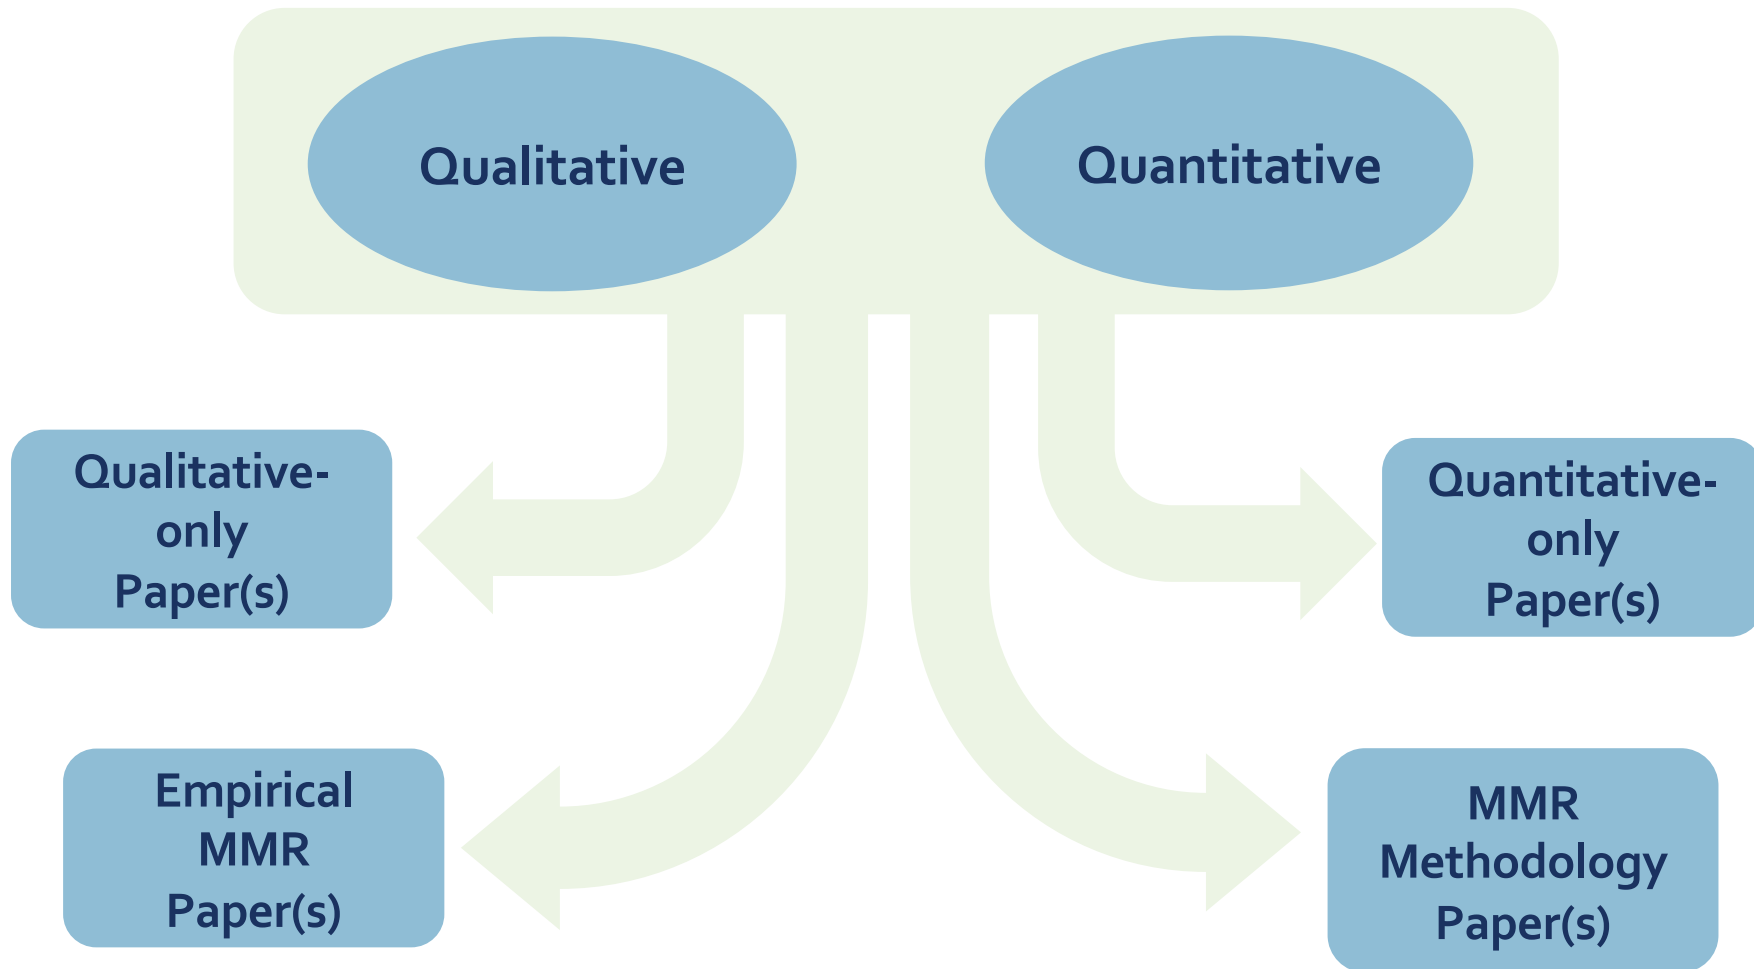 Qualitative
Quantitative
Qualitative-
only
Paper(s)
Quantitative-
only
Paper(s)
Empirical
MMR
Paper(s)
MMR
Methodology
Paper(s)